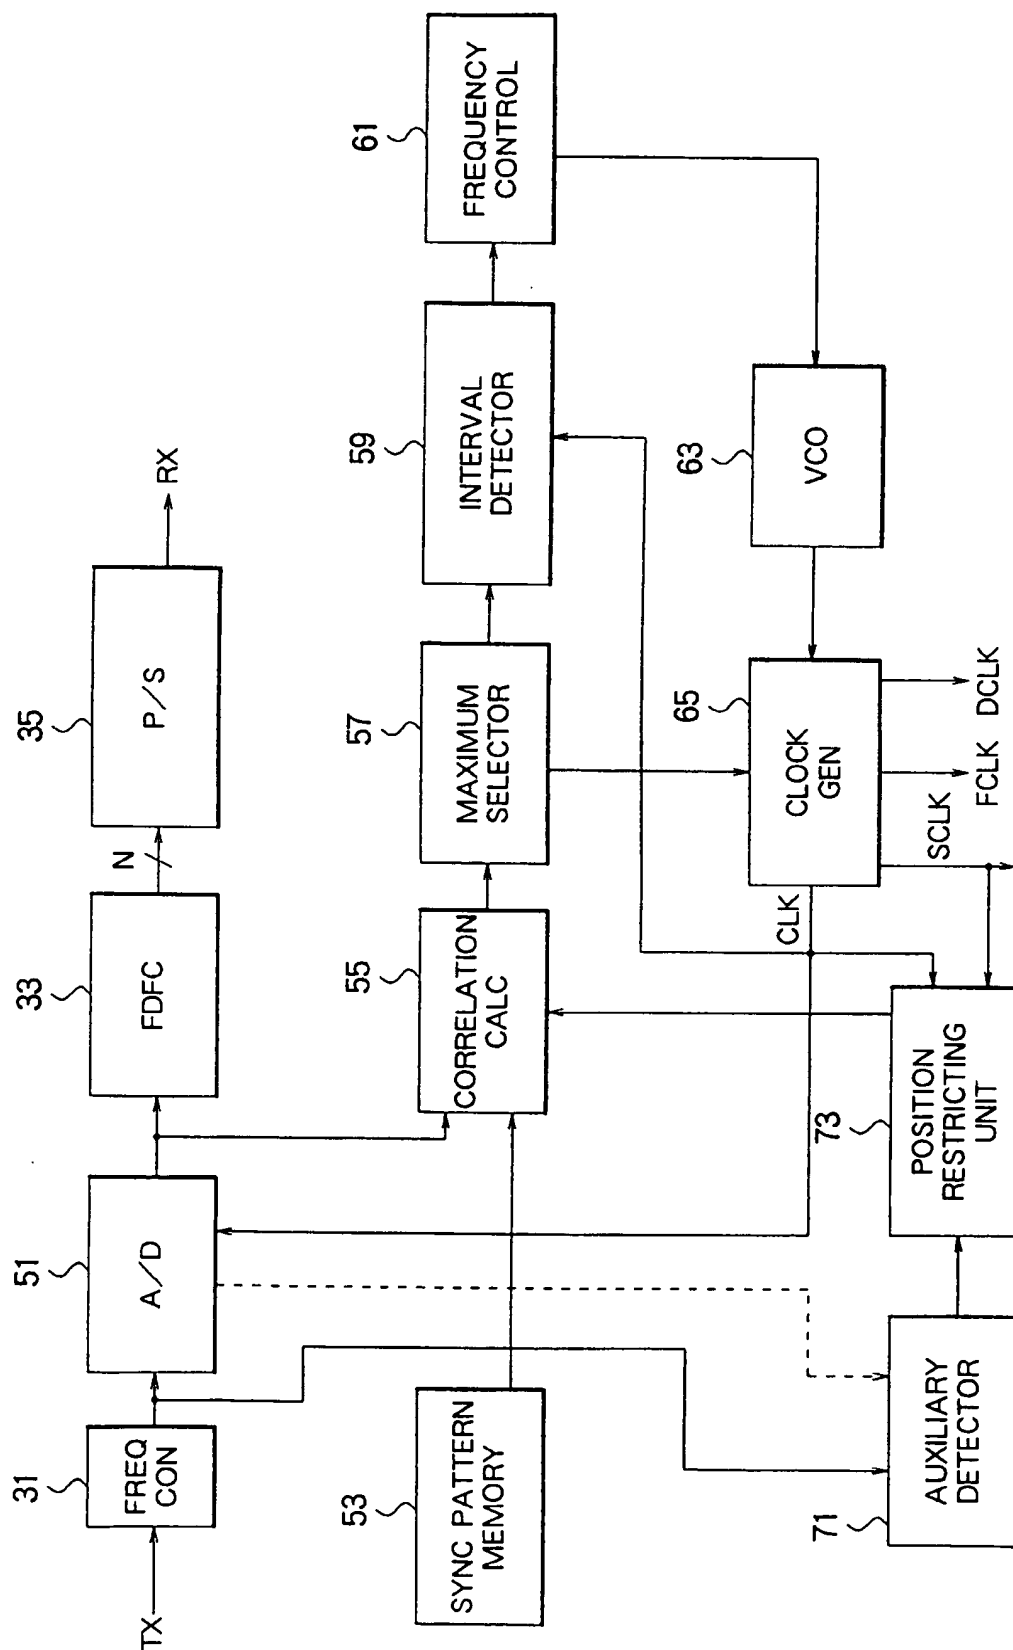 TX
31
FREQ
CON
51
A/D
33
FDFC
N
35
P/S
RX
53
SYNC PATTERN
MEMORY
55
CORRELATION
CALC
57
MAXIMUM
SELECTOR
59
INTERVAL
DETECTOR
61
FREQUENCY
CONTROL
63
VCO
65
CLOCK
GEN
CLK
SCLK
FCLK
DCLK
71
AUXILIARY
DETECTOR
73
POSITION
RESTRICTING
UNIT